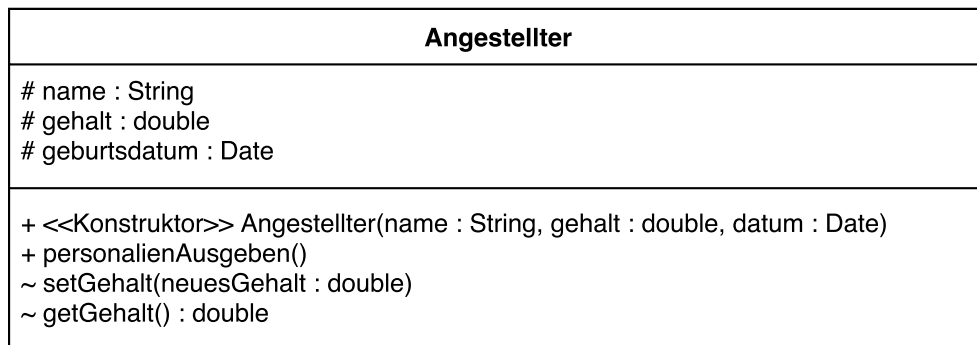 Angestellter
# name : String
# gehalt : double
# geburtsdatum : Date
+ <<Konstruktor>> Angestellter(name : String, gehalt : double, datum : Date)
+ personalienAusgeben()
~ setGehalt(neuesGehalt : double)
~ getGehalt() : double